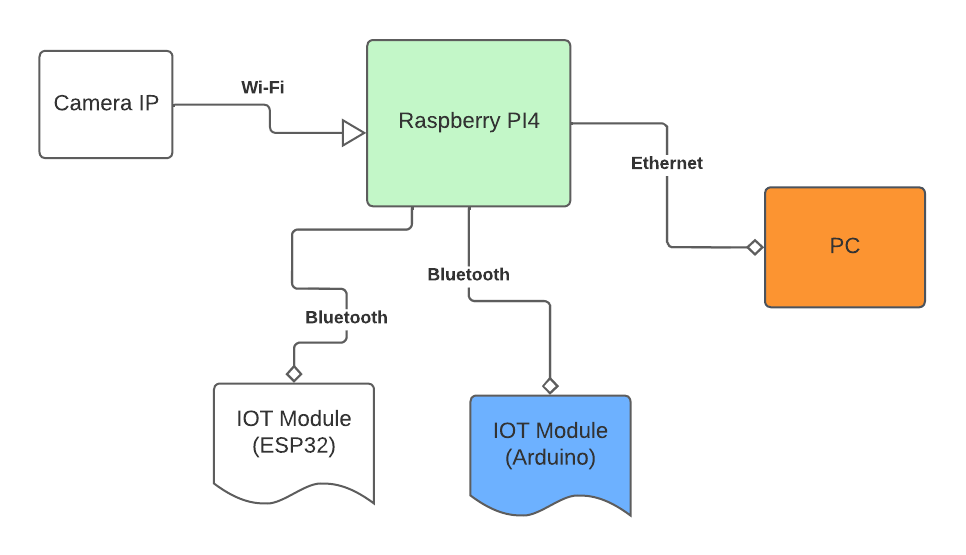 Camera IP
Wi-Fi
Raspberry PI4
Ethernet
PC
Bluetooth
Bluetooth
IOT Module
(ESP32)
IOT Module
(Arduino)